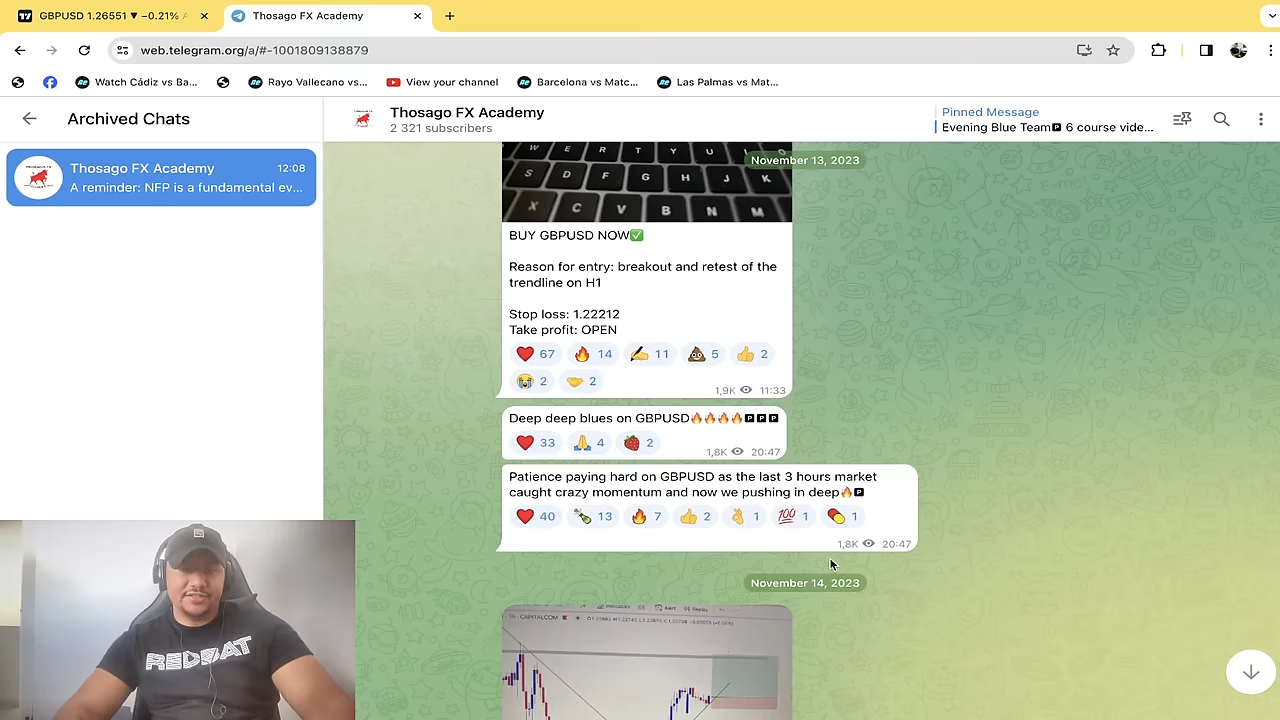 GBPUSD 1.26551 ▼ −0.21%
Thosago FX Academy
web.telegram.org/a/#-1001809138879
Watch Cádiz vs Ba...
Rayo Vallecano vs...
View your channel
Barcelona vs Matc...
Las Palmas vs Mat...
Archived Chats
Thosago FX Academy
2 321 subscribers
Pinned Message
Evening Blue Team🅿 6 course vide...
Thosago FX Academy 12:08
A reminder: NFP is a fundamental ev...
November 13, 2023
W E R T Y U
S D F G H J K
X C V B N M
BUY GBPUSD NOW✅
Reason for entry: breakout and retest of the
trendline on H1
Stop loss: 1.22212
Take profit: OPEN
❤️ 67 🔥 14 ✍️ 11 💩 5 👍 2
😭 2 🤝 2
1,9K 11:33
Deep deep blues on GBPUSD🔥🔥🔥🔥🅿🅿🅿
❤️ 33 🙏 4 🍓 2
1,8K 20:47
Patience paying hard on GBPUSD as the last 3 hours market
caught crazy momentum and now we pushing in deep🔥🅿
❤️ 40 🍾 13 🔥 7 👍 2 🤞 1 💯 1 💊 1
1,8K 20:47
November 14, 2023
Indicators Alert Replay
CAPITALCOM
REDBAT